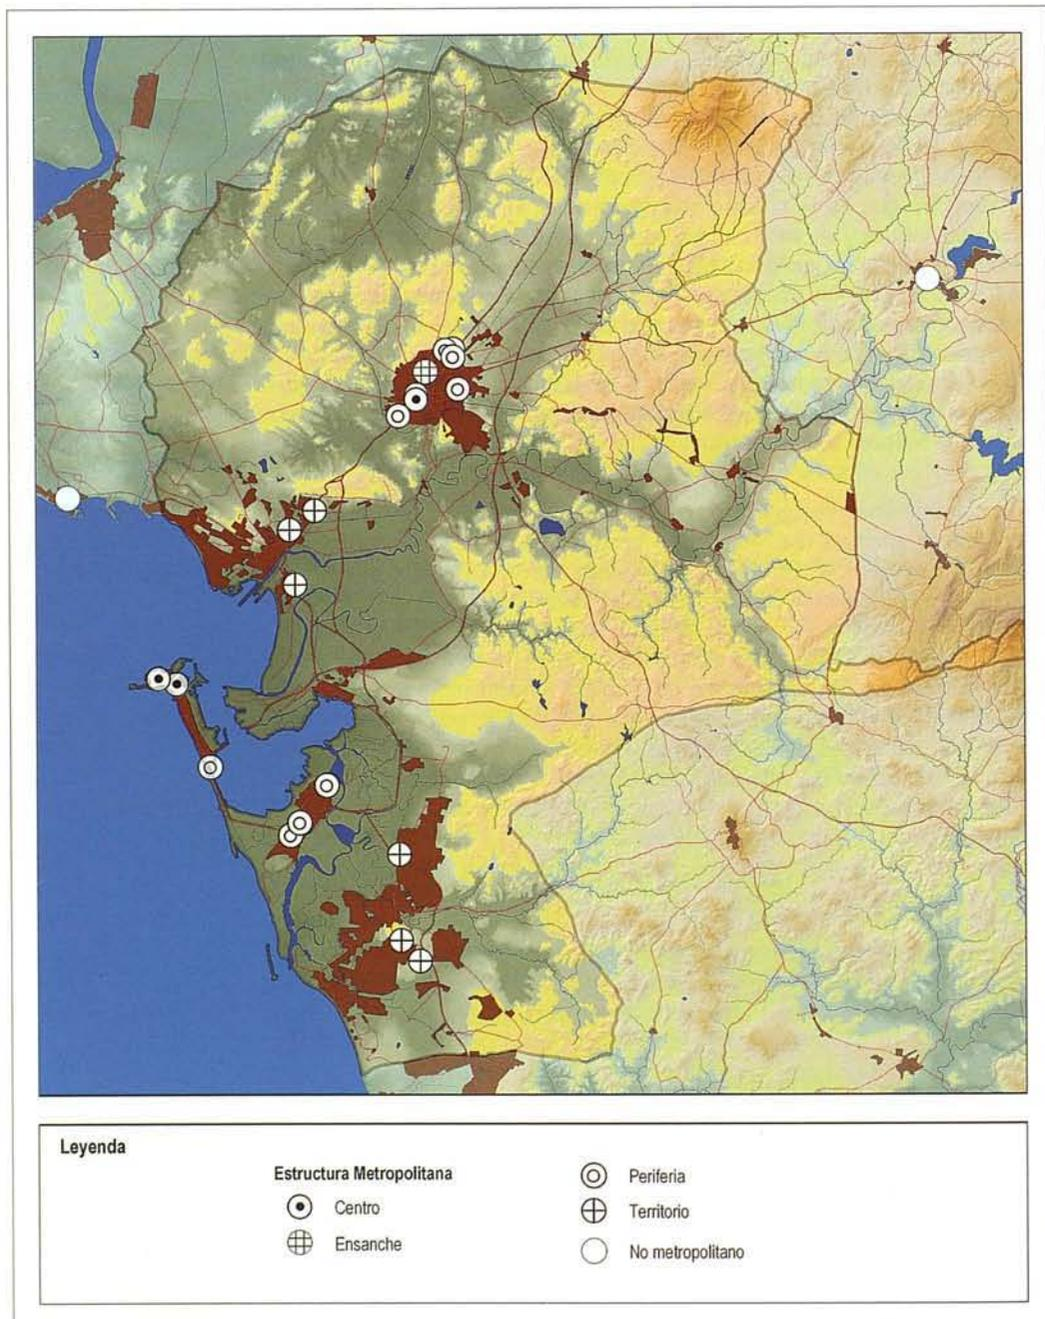 Leyenda
Estructura Metropolitana
Centro
Ensanche
Periferia
Territorio
No metropolitano